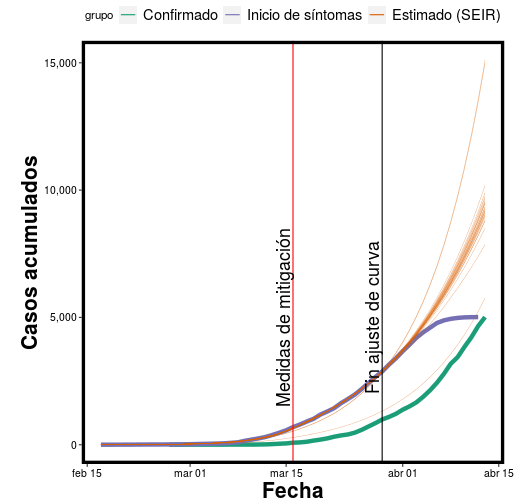 grupo Confirmado Inicio de síntomas Estimado (SEIR)
15,000
10,000
5,000
0
Casos acumulados
Medidas de mitigación
Fin ajuste de curva
feb 15 mar 01 mar 15 abr 01 abr 15
Fecha